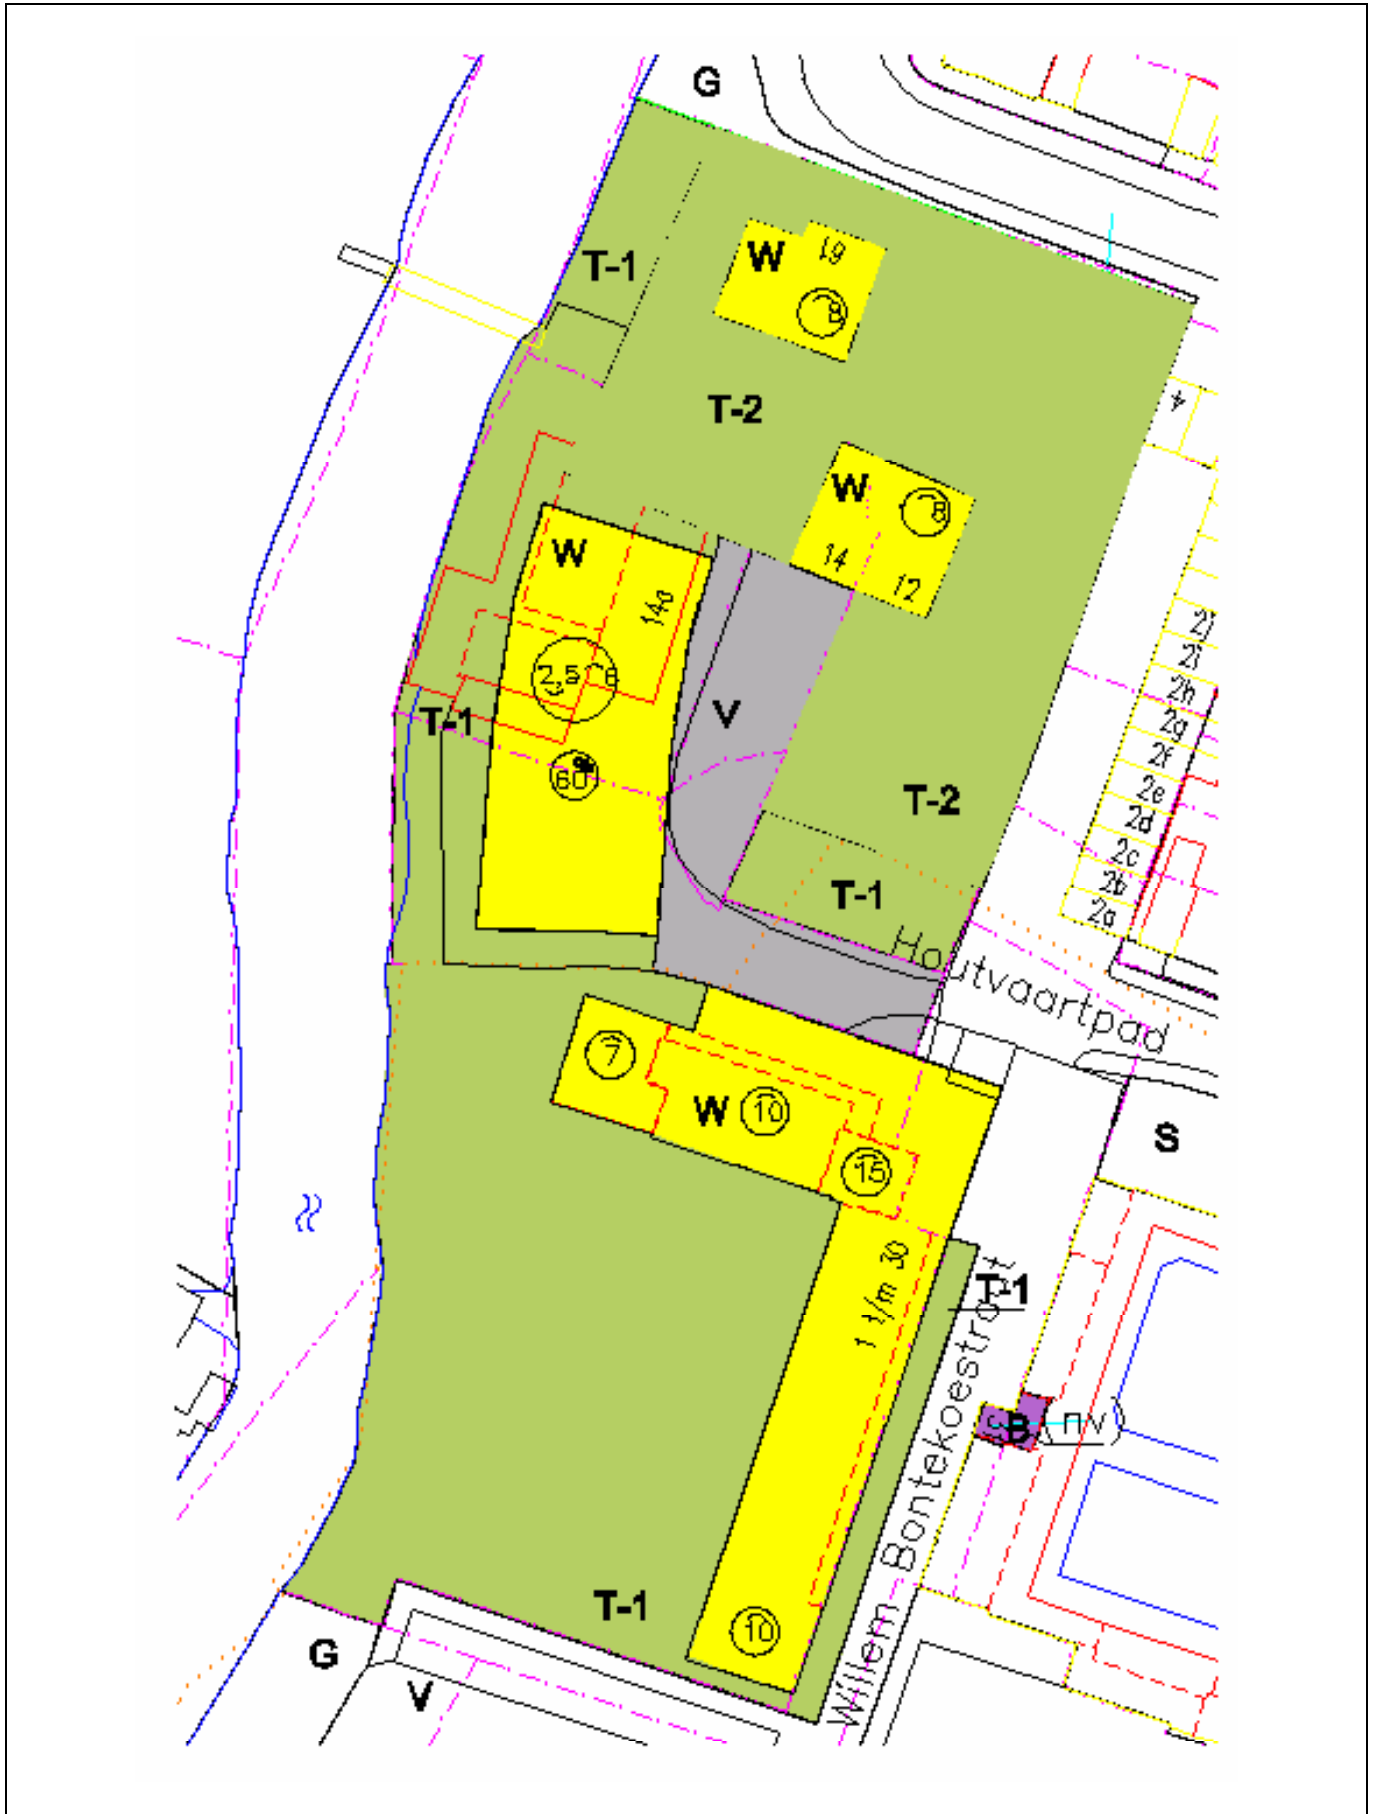 G
T-1
W
19
8
T-2
4
W
8
14
12
W
14a
2,5
6
60
%
T-1
V
2j
2i
2h
2g
2f
2e
2d
2c
2b
2a
T-2
T-1
Houtvaartpad
7
W
10
15
S
1 t/m 30
T-1
Willem Bontekoestraat
B
(nv)
10
T-1
G
V